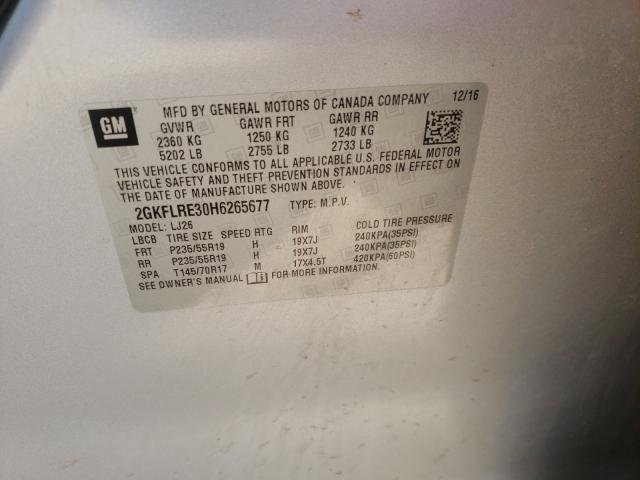 GM
MFD BY GENERAL MOTORS OF CANADA COMPANY 12/16
GVWR GAWR FRT GAWR RR
2360 KG 1250 KG 1240 KG
5202 LB 2755 LB 2733 LB
THIS VEHICLE CONFORMS TO ALL APPLICABLE U.S. FEDERAL MOTOR
VEHICLE SAFETY AND THEFT PREVENTION STANDARDS IN EFFECT ON
THE DATE OF MANUFACTURE SHOWN ABOVE.
2GKFLRE30H6265677 TYPE: M.P.V.
MODEL: LJ26
LBCB TIRE SIZE SPEED RTG RIM COLD TIRE PRESSURE
FRT P235/55R19 H 19X7J 240KPA(35PSI)
RR P235/55R19 H 19X7J 240KPA(35PSI)
SPA T145/70R17 M 17X4.5T 420KPA(60PSI)
SEE OWNER'S MANUAL FOR MORE INFORMATION